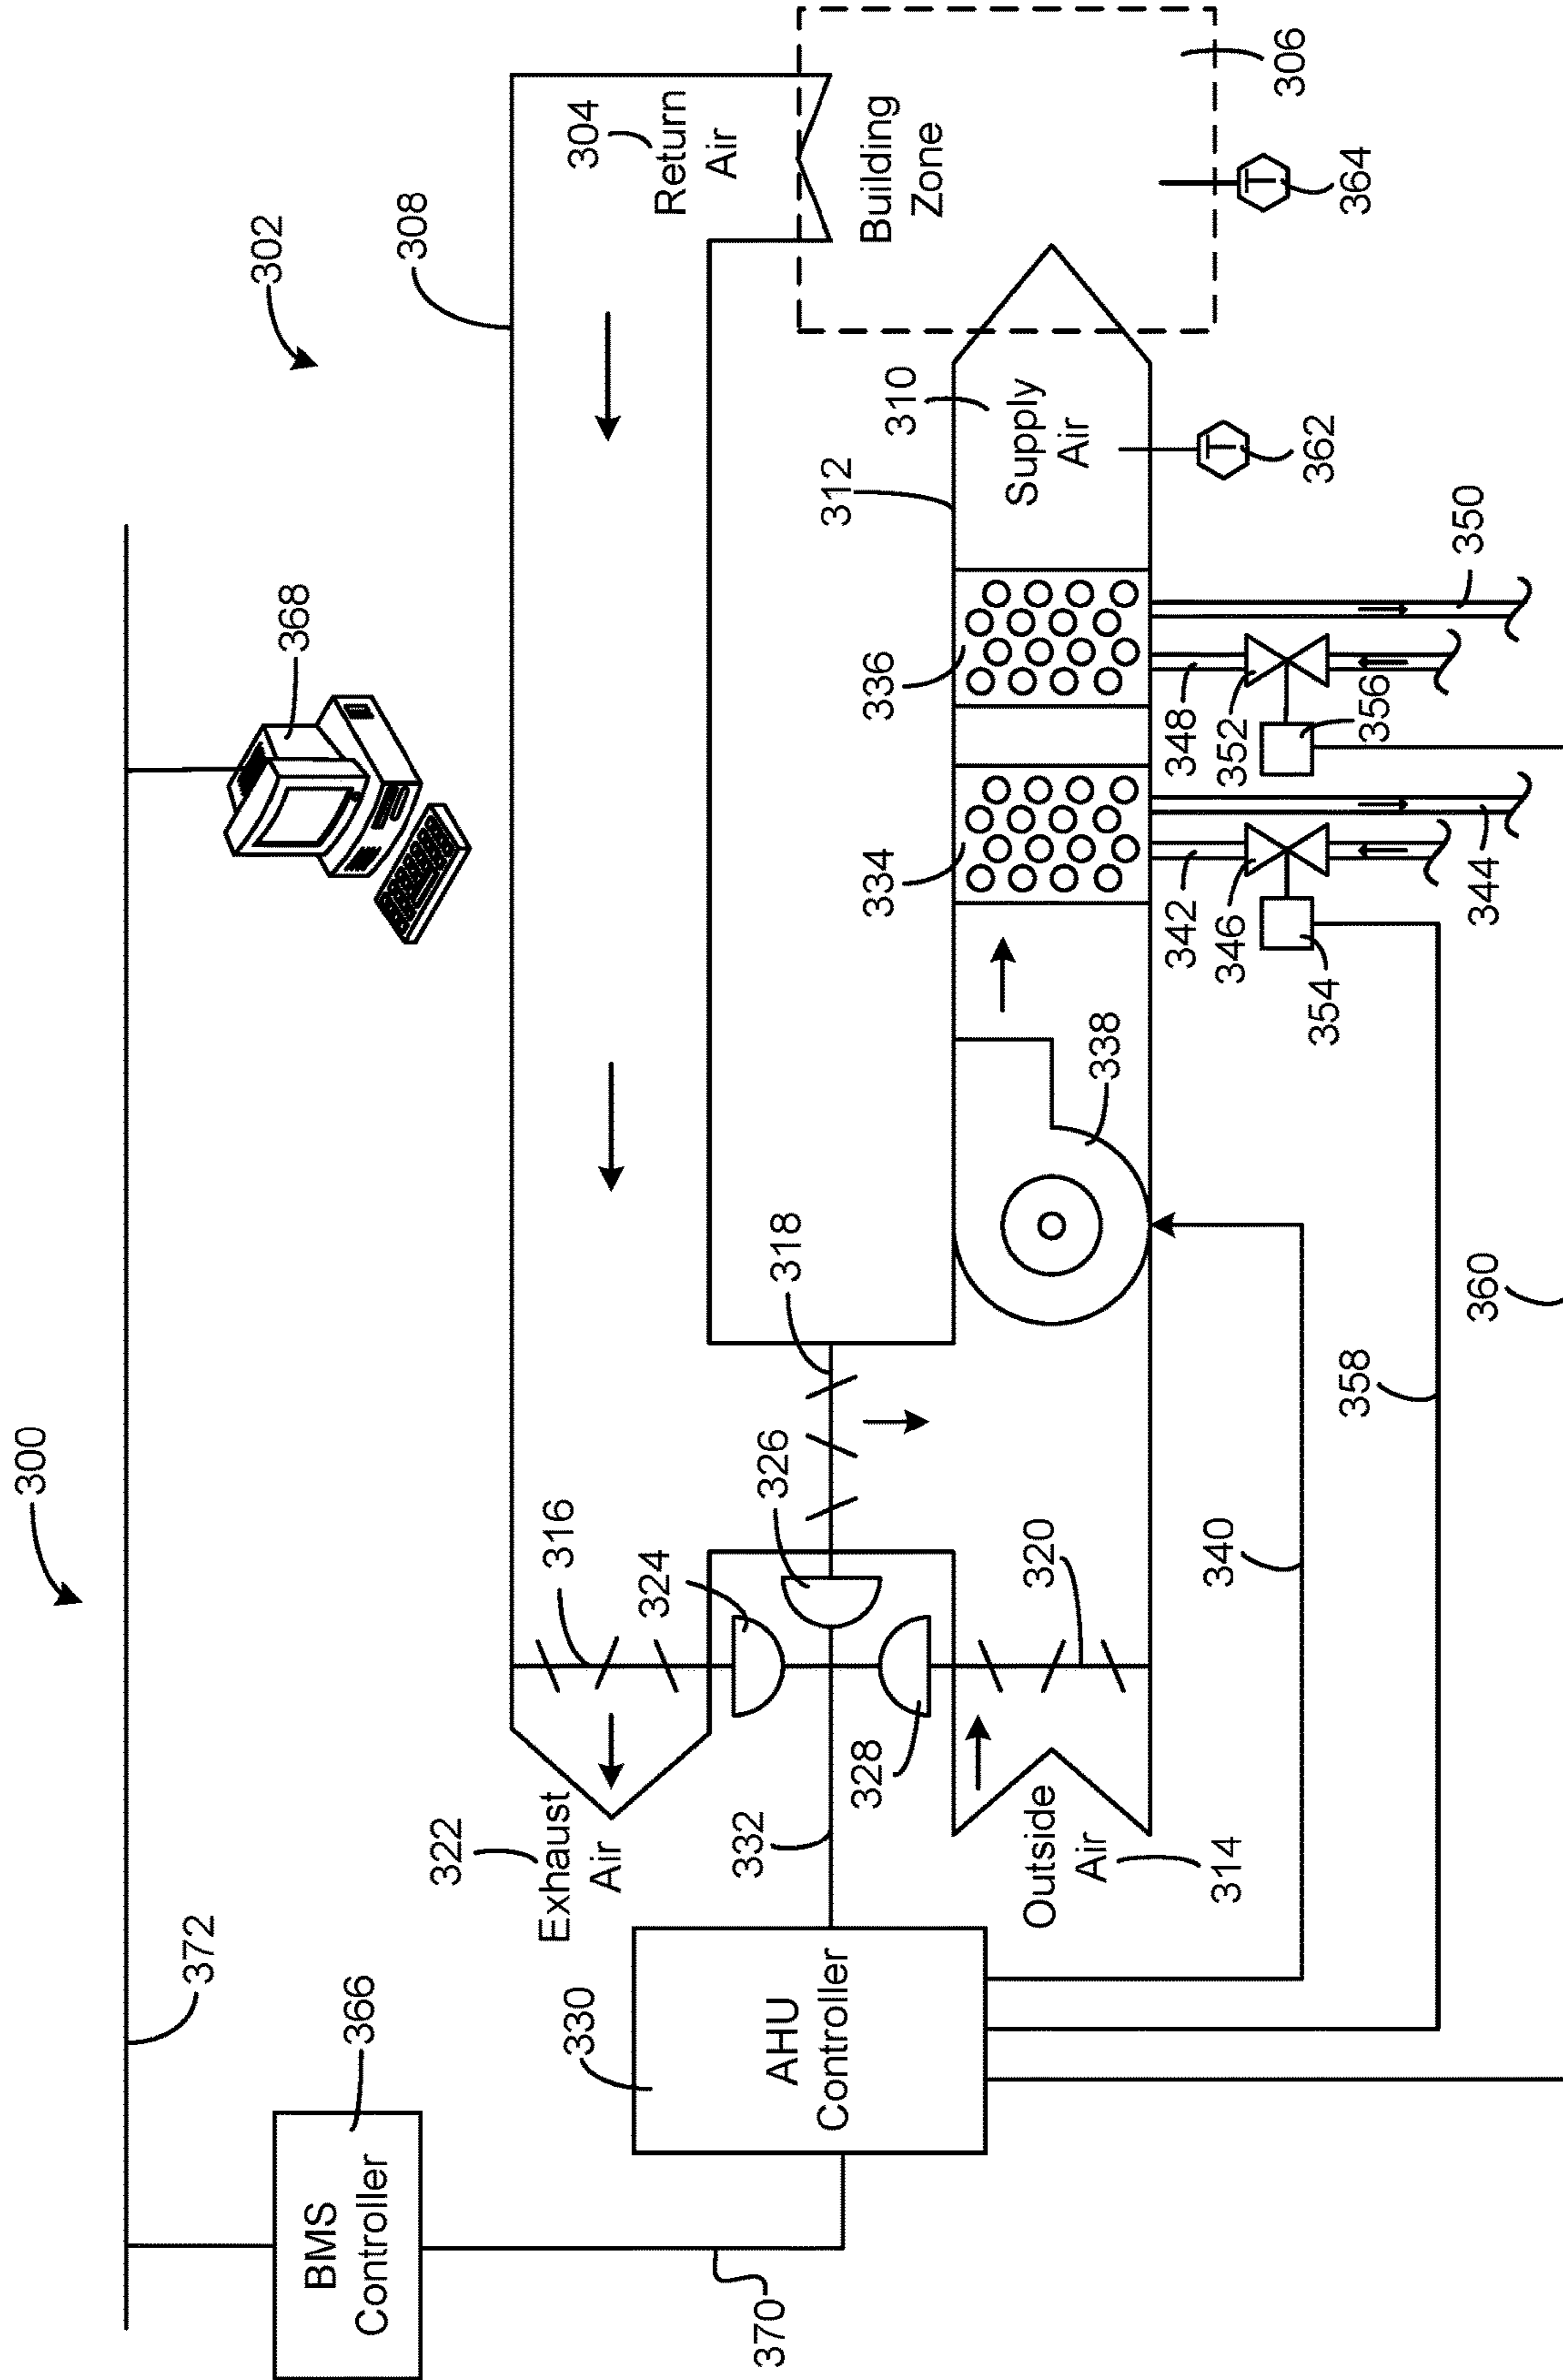 300
372
366
BMS
Controller
370
368
302
308
304
Return
Air
Building
Zone
306
364
T
322
Exhaust
Air
316
324
326
318
332
328
330
AHU
Controller
Outside
Air
314
320
338
334
336
312
310
Supply
Air
T
362
340
342
346
354
344
348
352
356
350
358
360